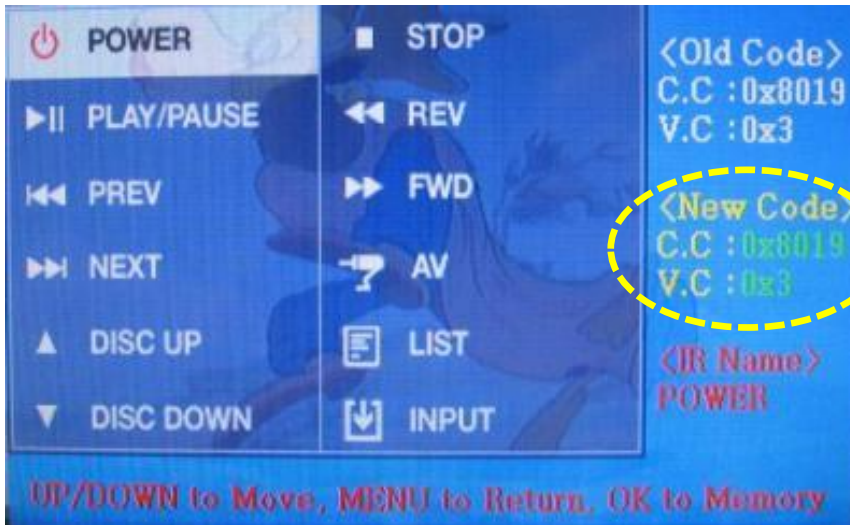 POWER
PLAY/PAUSE
PREV
NEXT
DISC UP
DISC DOWN
STOP
REV
FWD
AV
LIST
INPUT
<Old Code>
C.C :0x8019
V.C :0x3
<New Code>
C.C :0x8019
V.C :0x3
<IR Name>
POWER
UP/DOWN to Move, MENU to Return, OK to Memory